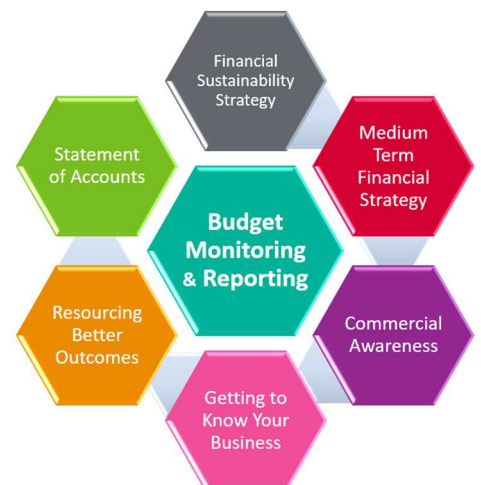 Financial
Sustainability
Strategy
Medium
Term
Financial
Strategy
Commercial
Awareness
Getting to
Know Your
Business
Resourcing
Better
Outcomes
Statement
of Accounts
Budget
Monitoring
& Reporting